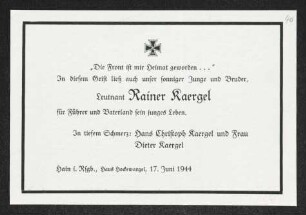 „Die Front ist mir Heimat geworden . . .“
In diesem Geist ließ auch unser sonniger Junge und Bruder,
Leutnant Rainer Kaergel
für Führer und Vaterland sein junges Leben.
In tiefem Schmerz: Hans Christoph Kaergel und Frau
Dieter Kaergel
Hain i. Rsgb., Haus Hockewanzel, 17. Juni 1944